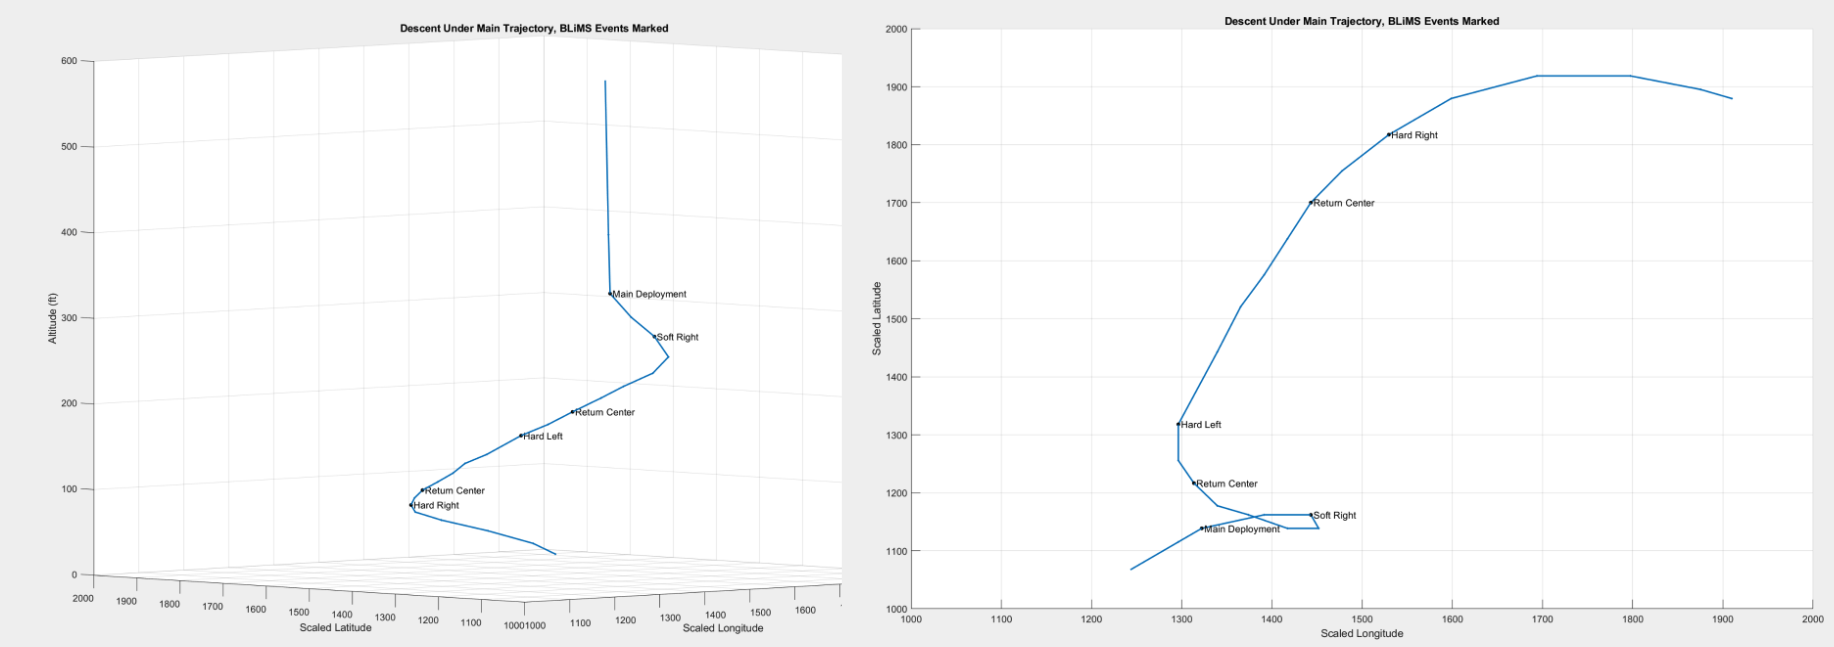 Descent Under Main Trajectory, BLiMS Events Marked
600
500
400
300
200
100
0
Altitude (ft)
Main Deployment
Soft Right
Return Center
Hard Left
Return Center
Hard Right
2000
1900
1800
1700
1600
1500
1400
1300
1200
1100
1000
Scaled Latitude
1000
1100
1200
1300
1400
1500
1600
Scaled Longitude
Descent Under Main Trajectory, BLiMS Events Marked
2000
1900
1800
1700
1600
1500
1400
1300
1200
1100
1000
Scaled Latitude
Hard Right
Return Center
Hard Left
Return Center
Soft Right
Main Deployment
1000
1100
1200
1300
1400
1500
1600
1700
1800
1900
2000
Scaled Longitude